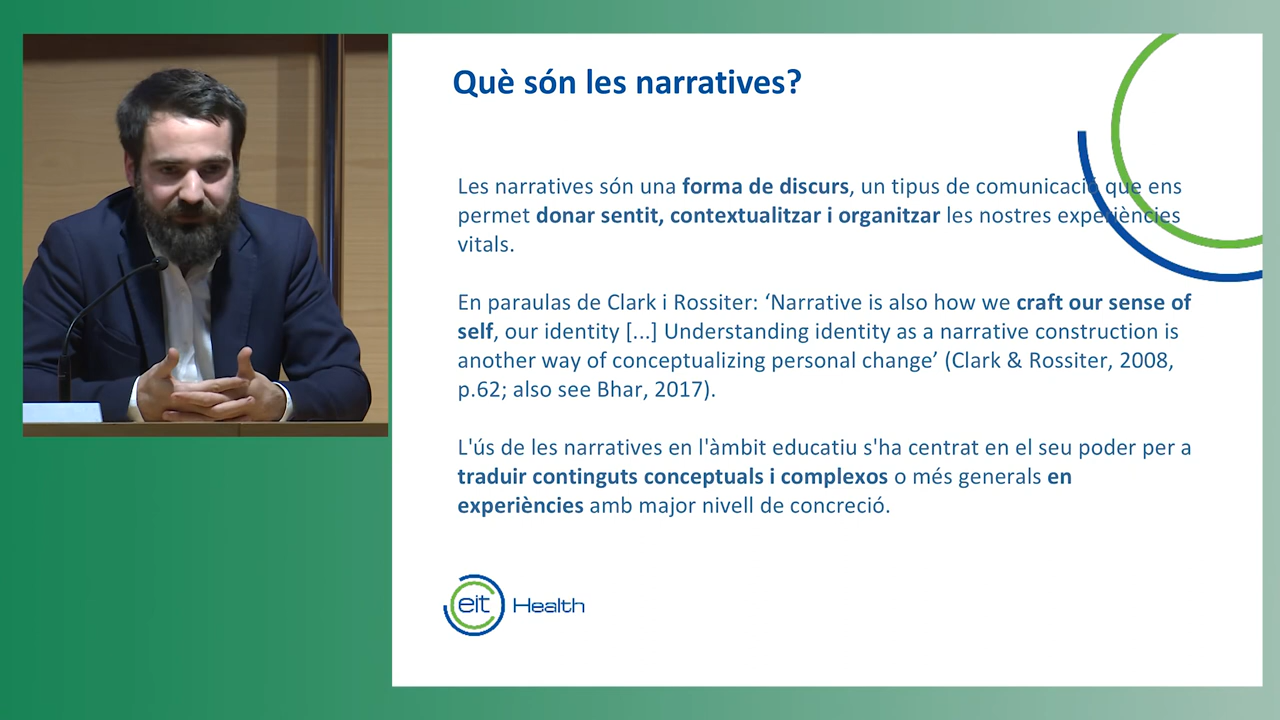 Què són les narratives?
Les narratives són una forma de discurs, un tipus de comunicació que ens
permet donar sentit, contextualitzar i organitzar les nostres experiències
vitals.
En paraulas de Clark i Rossiter: ‘Narrative is also how we craft our sense of
self, our identity [...] Understanding identity as a narrative construction is
another way of conceptualizing personal change’ (Clark & Rossiter, 2008,
p.62; also see Bhar, 2017).
L'ús de les narratives en l'àmbit educatiu s'ha centrat en el seu poder per a
traduir continguts conceptuals i complexos o més generals en
experiències amb major nivell de concreció.
eit Health